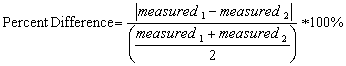 Percent Difference = |measured 1 − measured 2| / ((measured 1 + measured 2) / 2) *100%